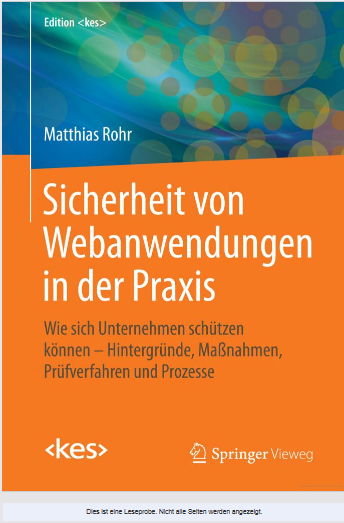 Edition <kes>
Matthias Rohr
Sicherheit von
Webanwendungen
in der Praxis
Wie sich Unternehmen schützen
können – Hintergründe, Maßnahmen,
Prüfverfahren und Prozesse
<kes>
Springer Vieweg
Dies ist eine Leseprobe. Nicht alle Seiten werden angezeigt.